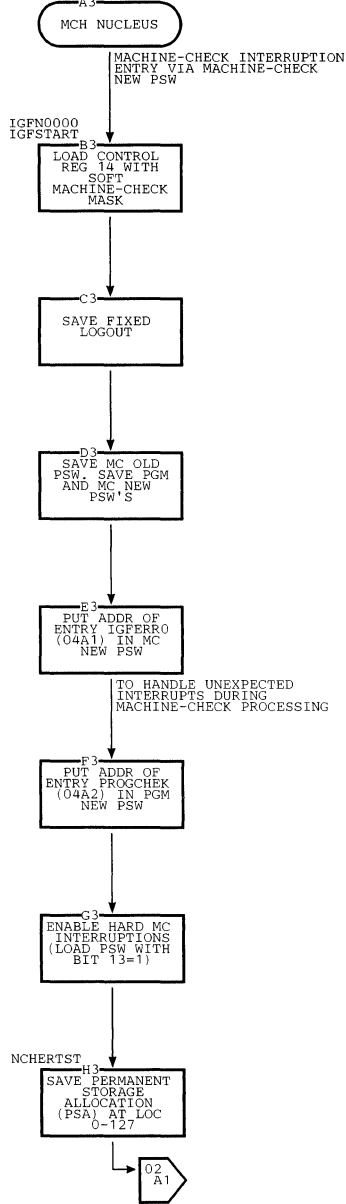 A3
MCH NUCLEUS
MACHINE-CHECK INTERRUPTION
ENTRY VIA MACHINE-CHECK
NEW PSW
IGFN0000
IGFSTART
B3
LOAD CONTROL
REG 14 WITH
SOFT
MACHINE-CHECK
MASK
C3
SAVE FIXED
LOGOUT
D3
SAVE MC OLD
PSW. SAVE PGM
AND MC NEW
PSW'S
E3
PUT ADDR OF
ENTRY IGFERR0
(04A1) IN MC
NEW PSW
TO HANDLE UNEXPECTED
INTERRUPTS DURING
MACHINE-CHECK PROCESSING
F3
PUT ADDR OF
ENTRY PROGCHEK
(04A2) IN PGM
NEW PSW
G3
ENABLE HARD MC
INTERRUPTIONS
(LOAD PSW WITH
BIT 13=1)
NCHERTST
H3
SAVE PERMANENT
STORAGE
ALLOCATION
(PSA) AT LOC
0-127
02
A1